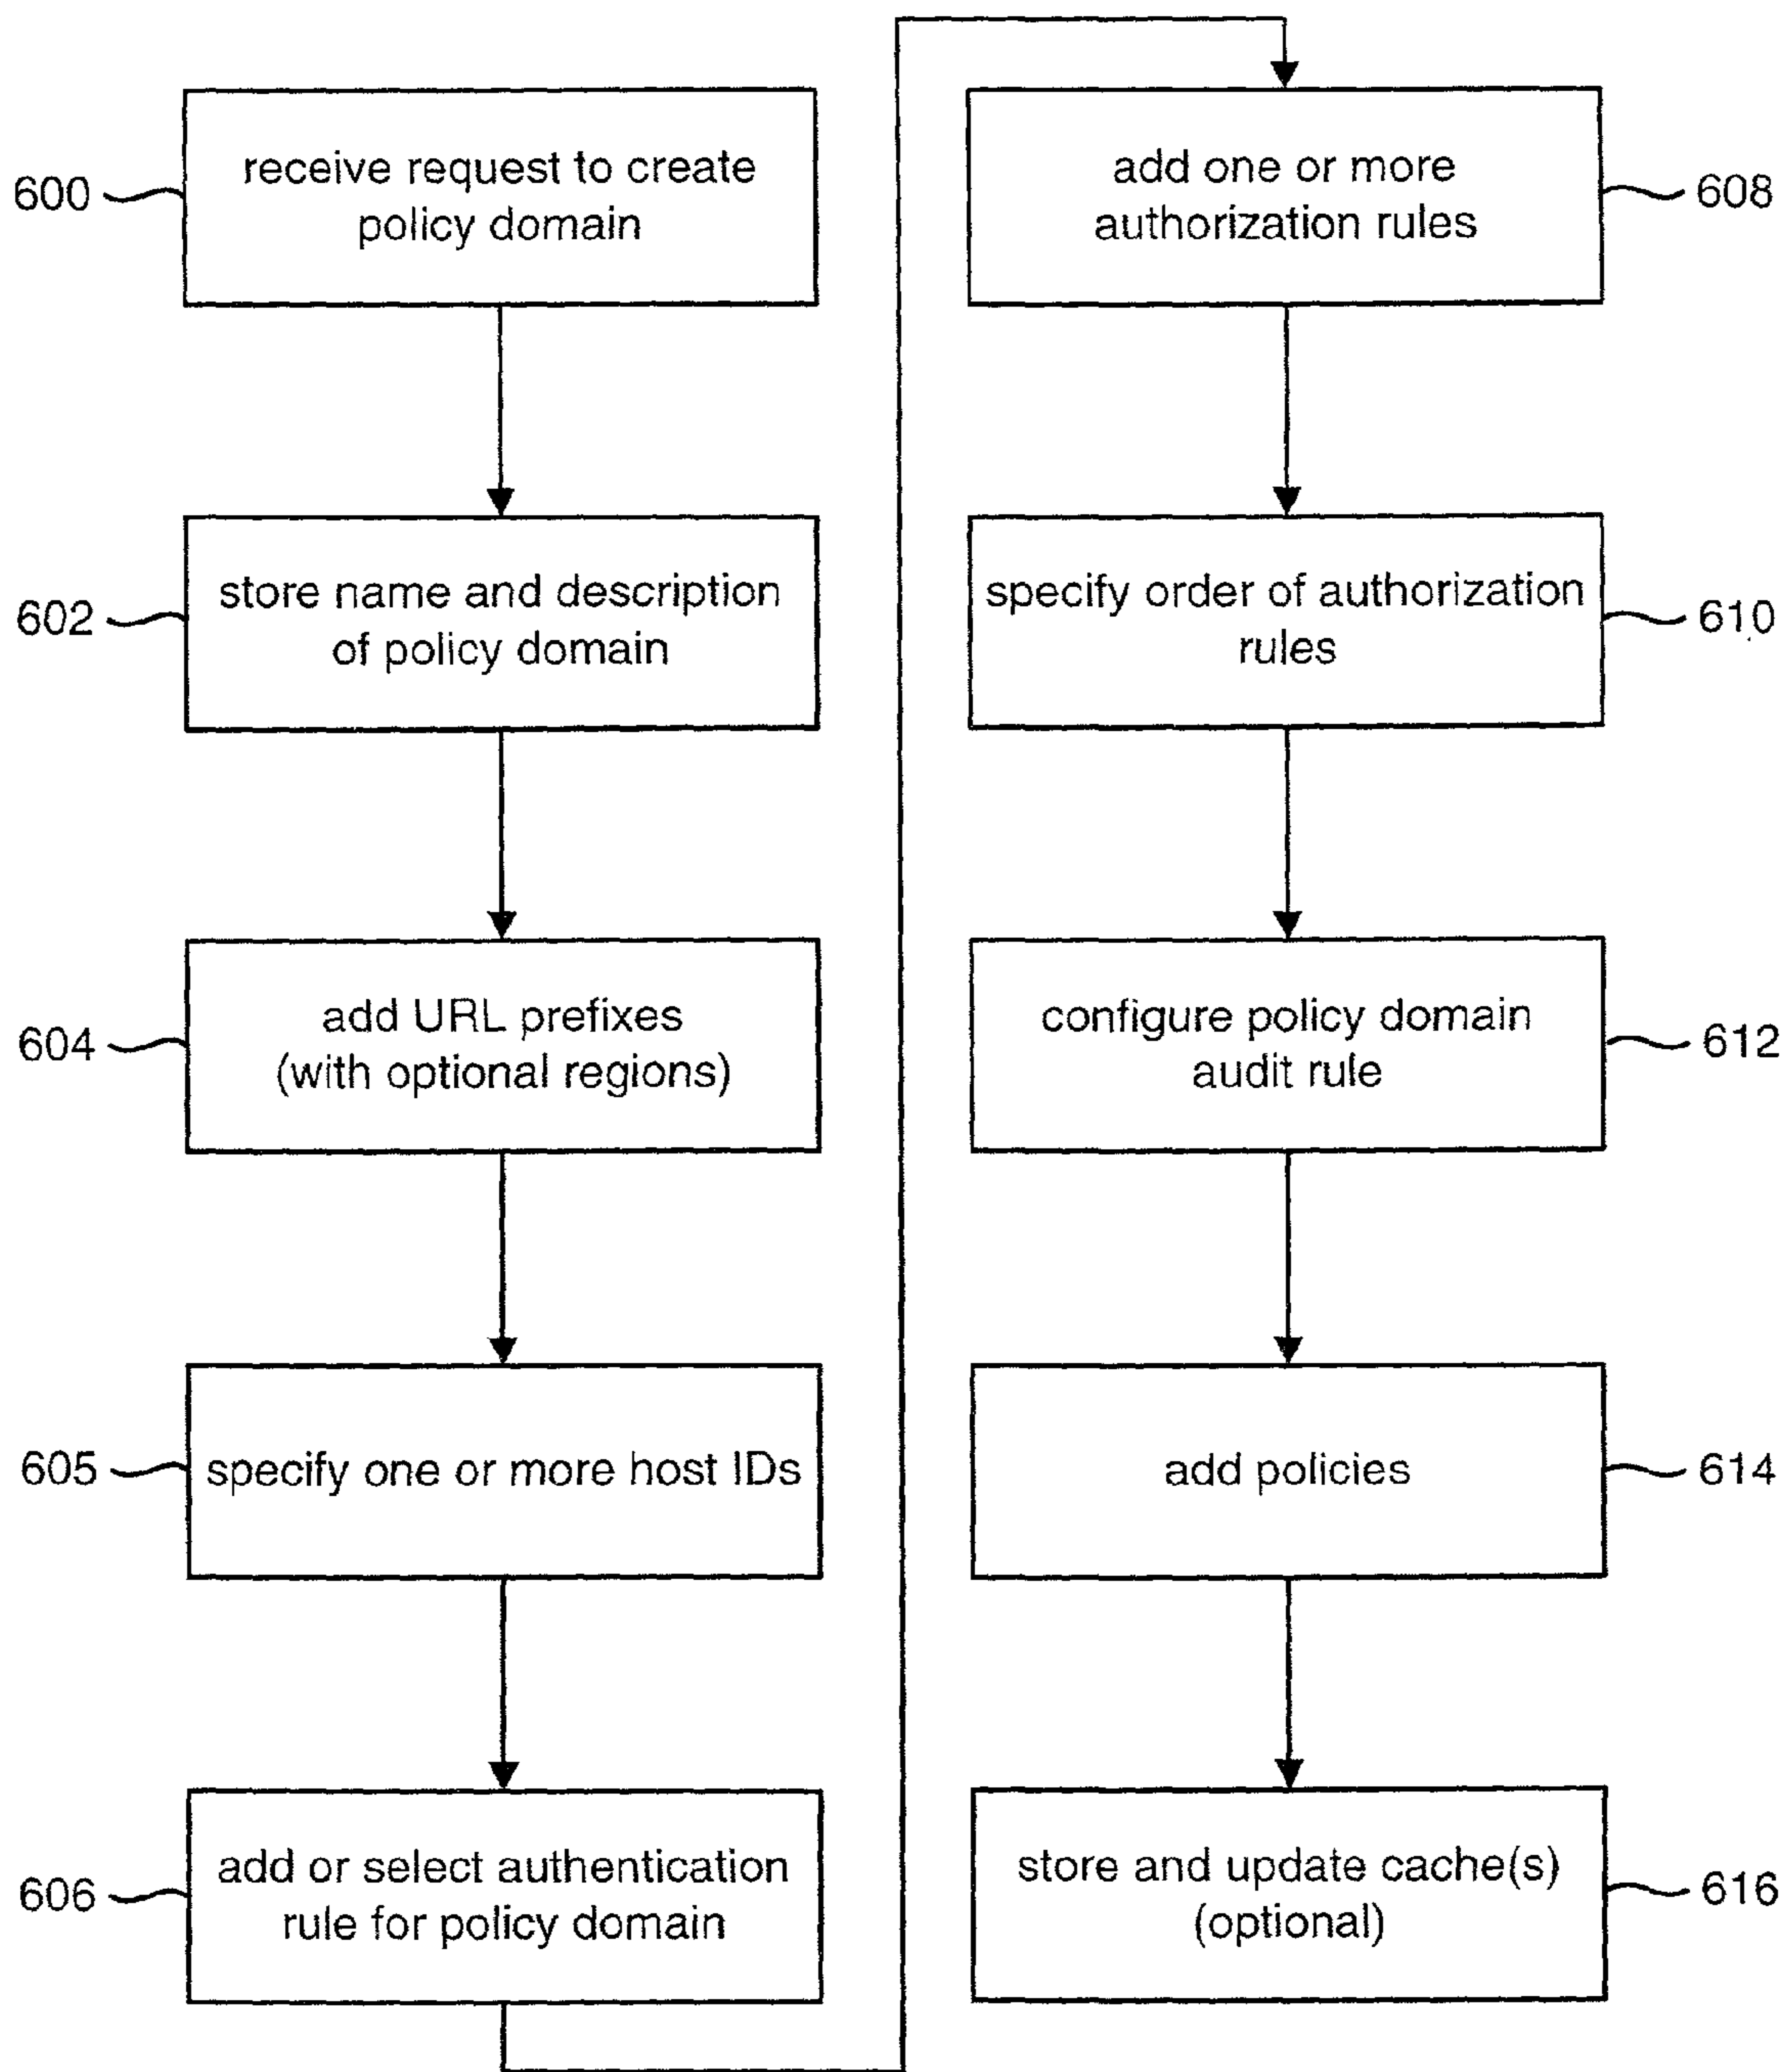 600
receive request to create
policy domain
602
store name and description
of policy domain
604
add URL prefixes
(with optional regions)
605
specify one or more host IDs
606
add or select authentication
rule for policy domain
add one or more
authorization rules
608
specify order of authorization
rules
610
configure policy domain
audit rule
612
add policies
614
store and update cache(s)
(optional)
616